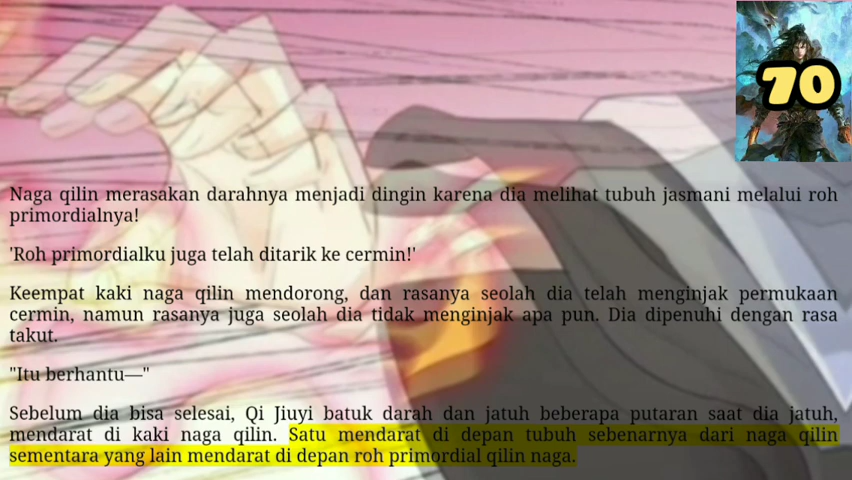 70
Naga qilin merasakan darahnya menjadi dingin karena dia melihat tubuh jasmani melalui roh
primordialnya!
'Roh primordialku juga telah ditarik ke cermin!'
Keempat kaki naga qilin mendorong, dan rasanya seolah dia telah menginjak permukaan
cermin, namun rasanya juga seolah dia tidak menginjak apa pun. Dia dipenuhi dengan rasa
takut.
"Itu berhantu—"
Sebelum dia bisa selesai, Qi Jiuyi batuk darah dan jatuh beberapa putaran saat dia jatuh,
mendarat di kaki naga qilin. Satu mendarat di depan tubuh sebenarnya dari naga qilin
sementara yang lain mendarat di depan roh primordial qilin naga.